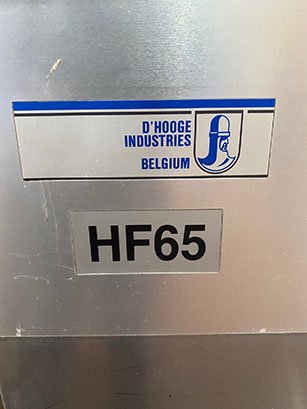 D'HOOGE
INDUSTRIES
BELGIUM
HF65